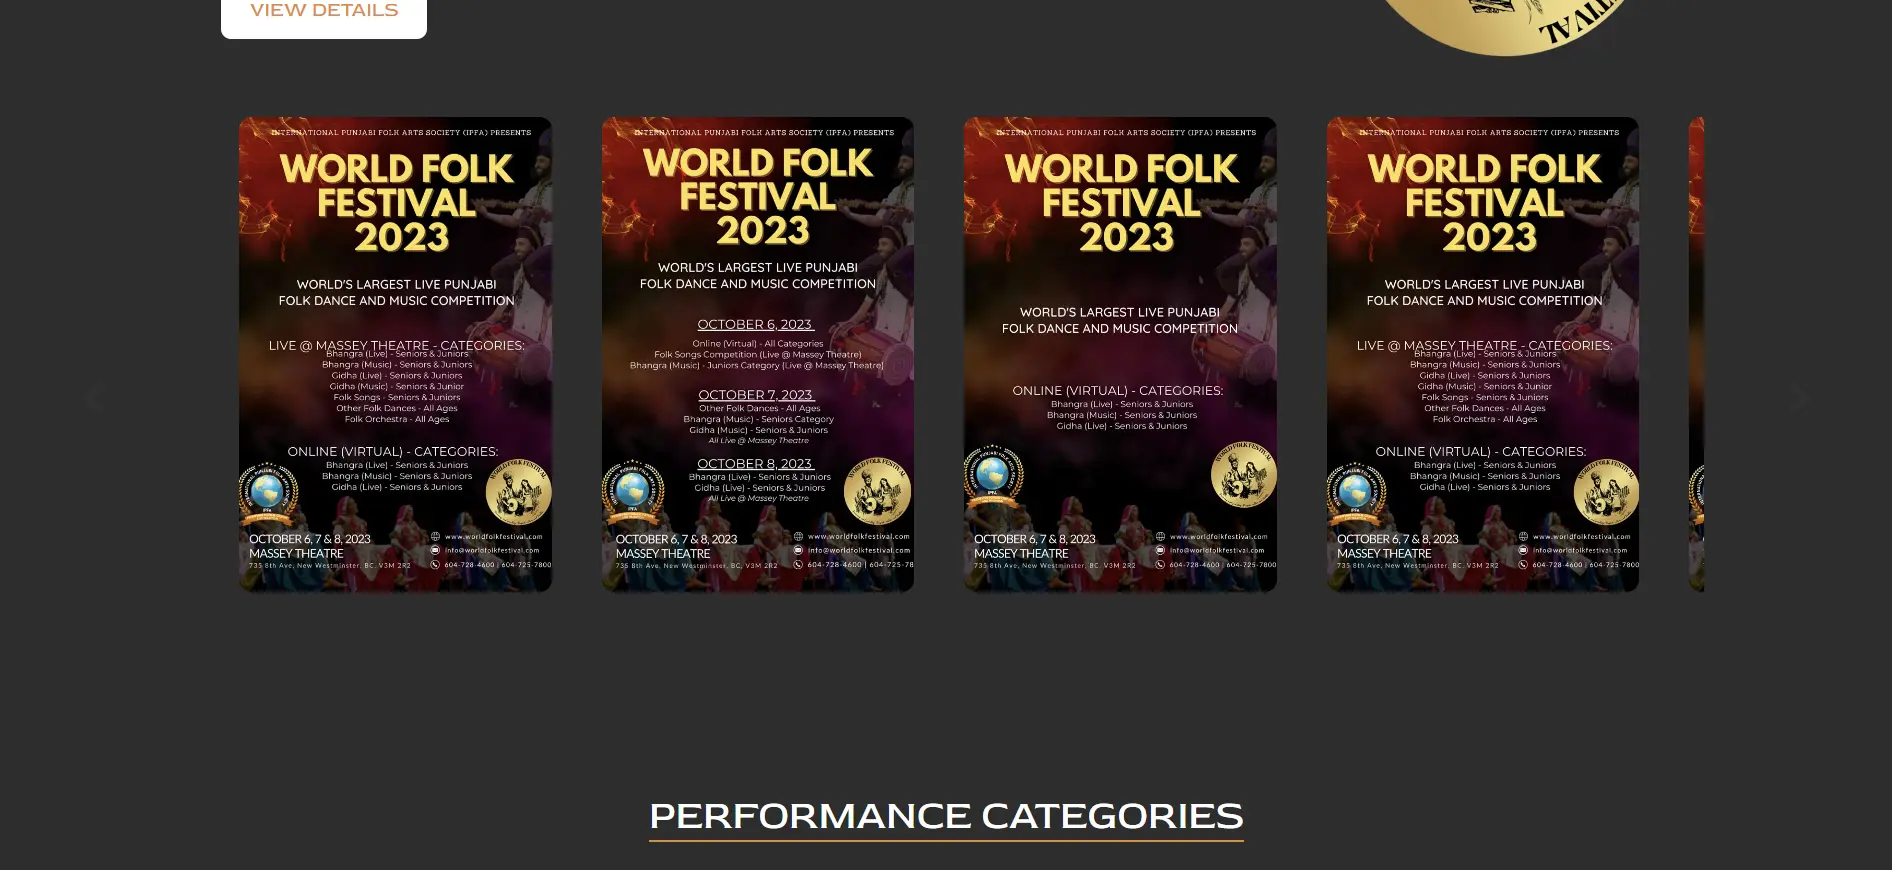 VIEW DETAILS
TIVAL
INTERNATIONAL PUNJABI FOLK ARTS SOCIETY (IPFA) PRESENTS
WORLD FOLK
FESTIVAL
2023
WORLD'S LARGEST LIVE PUNJABI
FOLK DANCE AND MUSIC COMPETITION
LIVE @ MASSEY THEATRE - CATEGORIES:
Bhangra (Live) - Seniors & Juniors
Bhangra (Music) - Seniors & Juniors
Gidha (Live) - Seniors & Juniors
Gidha (Music) - Seniors & Junior
Folk Songs - Seniors & Juniors
Other Folk Dances - All Ages
Folk Orchestra - All Ages
ONLINE (VIRTUAL) - CATEGORIES:
Bhangra (Live) - Seniors & Juniors
Bhangra (Music) - Seniors & Juniors
Gidha (Live) - Seniors & Juniors
IPFA
WORLD FOLK FESTIVAL
OCTOBER 6, 7 & 8, 2023
MASSEY THEATRE
735 8th Ave, New Westminster, BC, V3M 2R2
www.worldfolkfestival.com
info@worldfolkfestival.com
604-728-4600 | 604-725-7800
INTERNATIONAL PUNJABI FOLK ARTS SOCIETY (IPFA) PRESENTS
WORLD FOLK
FESTIVAL
2023
WORLD'S LARGEST LIVE PUNJABI
FOLK DANCE AND MUSIC COMPETITION
OCTOBER 6, 2023
Online (Virtual) - All Categories
Folk Songs Competition (Live @ Massey Theatre)
Bhangra (Music) - Juniors Category (Live @ Massey Theatre)
OCTOBER 7, 2023
Other Folk Dances - All Ages
Bhangra (Music) - Seniors Category
Gidha (Music) - Seniors & Juniors
All Live @ Massey Theatre
OCTOBER 8, 2023
Bhangra (Live) - Seniors & Juniors
Gidha (Live) - Seniors & Juniors
All Live @ Massey Theatre
IPFA
WORLD FOLK FESTIVAL
OCTOBER 6, 7 & 8, 2023
MASSEY THEATRE
735 8th Ave, New Westminster, BC, V3M 2R2
www.worldfolkfestival.com
info@worldfolkfestival.com
604-728-4600 | 604-725-78
INTERNATIONAL PUNJABI FOLK ARTS SOCIETY (IPFA) PRESENTS
WORLD FOLK
FESTIVAL
2023
WORLD'S LARGEST LIVE PUNJABI
FOLK DANCE AND MUSIC COMPETITION
ONLINE (VIRTUAL) - CATEGORIES:
Bhangra (Live) - Seniors & Juniors
Bhangra (Music) - Seniors & Juniors
Gidha (Live) - Seniors & Juniors
IPFA
WORLD FOLK FESTIVAL
OCTOBER 6, 7 & 8, 2023
MASSEY THEATRE
735 8th Ave, New Westminster, BC, V3M 2R2
www.worldfolkfestival.com
info@worldfolkfestival.com
604-728-4600 | 604-725-7800
INTERNATIONAL PUNJABI FOLK ARTS SOCIETY (IPFA) PRESENTS
WORLD FOLK
FESTIVAL
2023
WORLD'S LARGEST LIVE PUNJABI
FOLK DANCE AND MUSIC COMPETITION
LIVE @ MASSEY THEATRE - CATEGORIES:
Bhangra (Live) - Seniors & Juniors
Bhangra (Music) - Seniors & Juniors
Gidha (Live) - Seniors & Juniors
Gidha (Music) - Seniors & Junior
Folk Songs - Seniors & Juniors
Other Folk Dances - All Ages
Folk Orchestra - All Ages
ONLINE (VIRTUAL) - CATEGORIES:
Bhangra (Live) - Seniors & Juniors
Bhangra (Music) - Seniors & Juniors
Gidha (Live) - Seniors & Juniors
IPFA
WORLD FOLK FESTIVAL
OCTOBER 6, 7 & 8, 2023
MASSEY THEATRE
735 8th Ave, New Westminster, BC, V3M 2R2
www.worldfolkfestival.com
info@worldfolkfestival.com
604-728-4600 | 604-725-7800
PERFORMANCE CATEGORIES